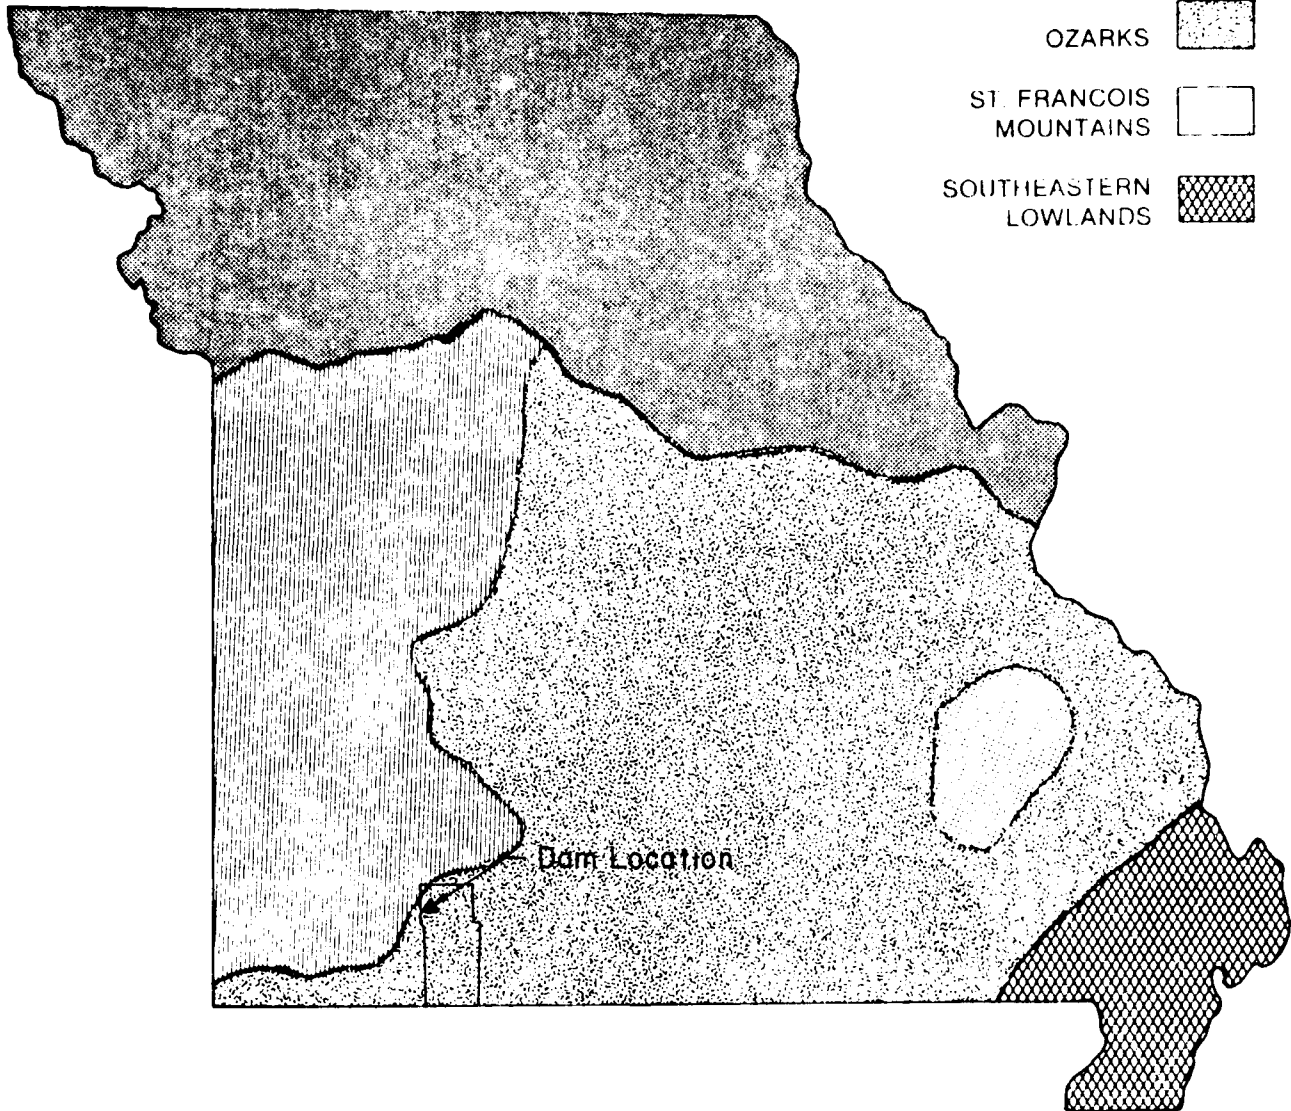 OZARKS
ST. FRANCOIS
MOUNTAINS
SOUTHEASTERN
LOWLANDS
Dam Location